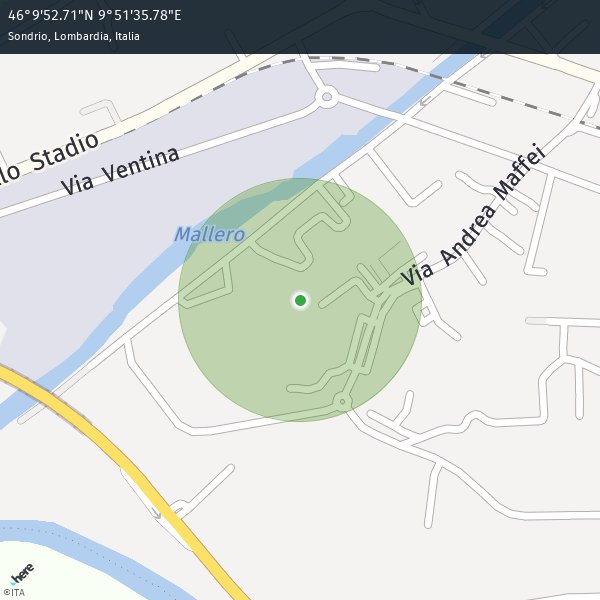 46°9'52.71"N 9°51'35.78"E
Sondrio, Lombardia, Italia
llo Stadio
Via Ventina
Via Andrea Maffei
Mallero
here
©ITA